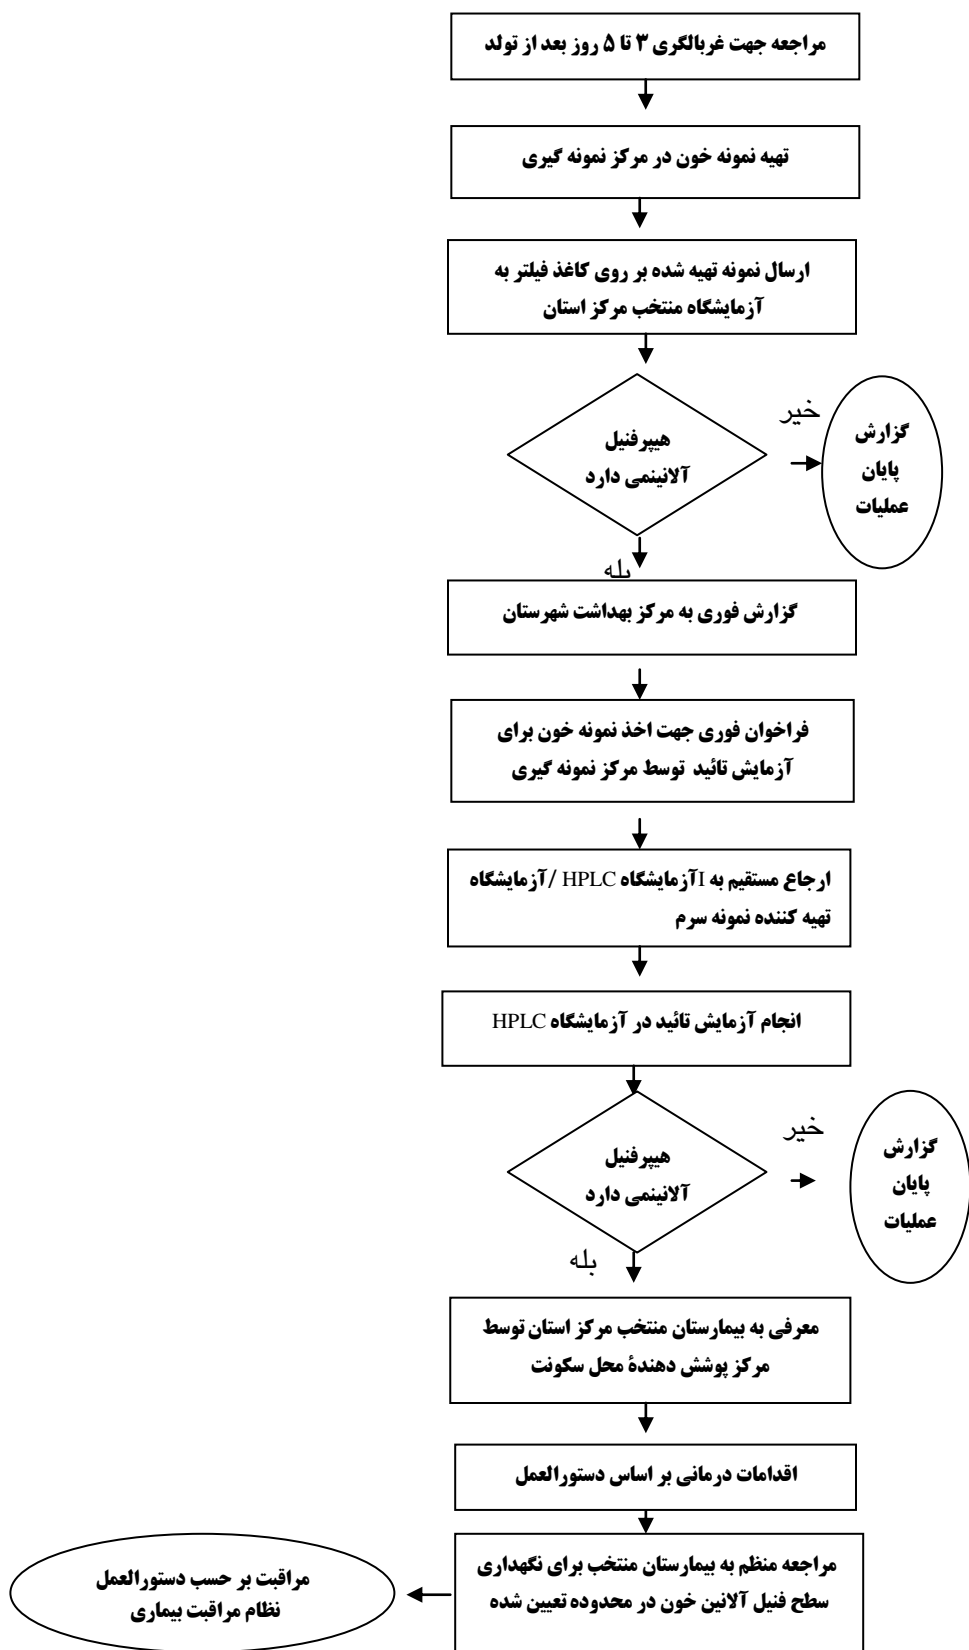 مراجعه جهت غربالگری ۳ تا ۵ روز بعد از تولد
تهیه نمونه خون در مرکز نمونه گیری
ارسال نمونه تهیه شده بر روی کاغذ فیلتر به
آزمایشگاه منتخب مرکز استان
هیپرفنیل
آلانینمی دارد
خیر
گزارش
پایان
عملیات
بله
گزارش فوری به مرکز بهداشت شهرستان
فراخوان فوری جهت اخذ نمونه خون برای
آزمایش تائید توسط مرکز نمونه گیری
ارجاع مستقیم به Iآزمایشگاه HPLC /آزمایشگاه
تهیه کننده نمونه سرم
انجام آزمایش تائید در آزمایشگاه HPLC
هیپرفنیل
آلانینمی دارد
خیر
گزارش
پایان
عملیات
بله
معرفی به بیمارستان منتخب مرکز استان توسط
مرکز پوشش دهندۀ محل سکونت
اقدامات درمانی بر اساس دستورالعمل
مراجعه منظم به بیمارستان منتخب برای نگهداری
سطح فنیل آلانین خون در محدوده تعیین شده
مراقبت بر حسب دستورالعمل
نظام مراقبت بیماری